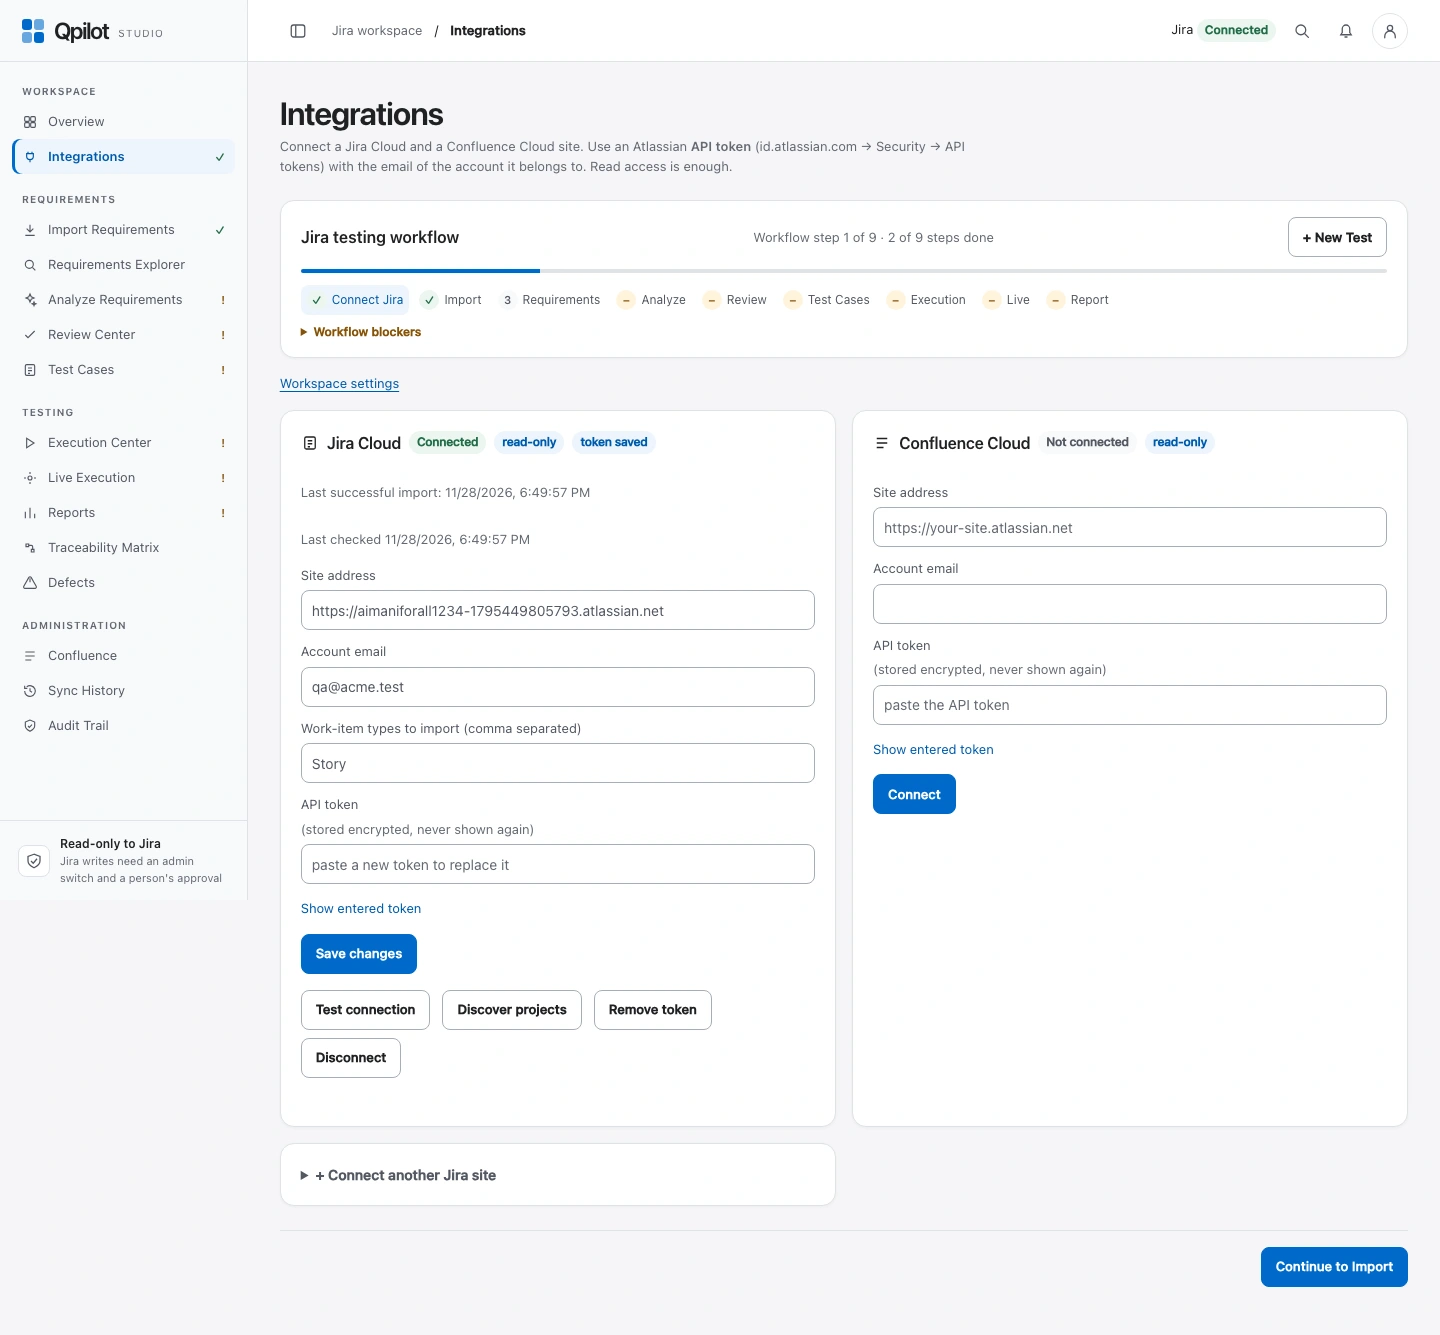 Qpilot STUDIO
Jira workspace / Integrations
Jira Connected
WORKSPACE
Overview
Integrations
REQUIREMENTS
Import Requirements
Requirements Explorer
Analyze Requirements !
Review Center !
Test Cases !
TESTING
Execution Center !
Live Execution !
Reports !
Traceability Matrix
Defects
ADMINISTRATION
Confluence
Sync History
Audit Trail
Read-only to Jira
Jira writes need an admin
switch and a person's approval
Integrations
Connect a Jira Cloud and a Confluence Cloud site. Use an Atlassian API token (id.atlassian.com → Security → API
tokens) with the email of the account it belongs to. Read access is enough.
Jira testing workflow
Workflow step 1 of 9 · 2 of 9 steps done
+ New Test
✓ Connect Jira ✓ Import 3 Requirements – Analyze – Review – Test Cases – Execution – Live – Report
▶ Workflow blockers
Workspace settings
Jira Cloud Connected read-only token saved
Last successful import: 11/28/2026, 6:49:57 PM
Last checked 11/28/2026, 6:49:57 PM
Site address
https://aimaniforall1234-1795449805793.atlassian.net
Account email
qa@acme.test
Work-item types to import (comma separated)
Story
API token
(stored encrypted, never shown again)
paste a new token to replace it
Show entered token
Save changes
Test connection Discover projects Remove token
Disconnect
Confluence Cloud Not connected read-only
Site address
https://your-site.atlassian.net
Account email
API token
(stored encrypted, never shown again)
paste the API token
Show entered token
Connect
▶ + Connect another Jira site
Continue to Import